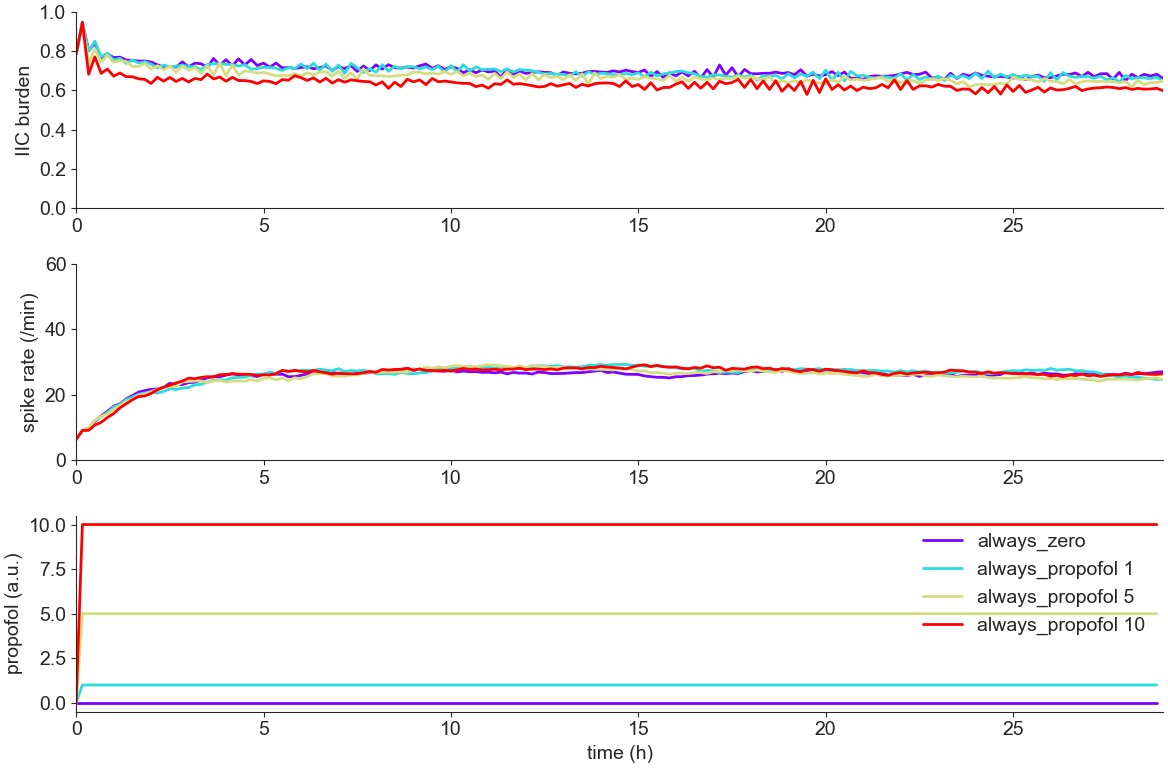 1.0
0.8
0.6
0.4
0.2
0.0
IIC burden
0 5 10 15 20 25
60
40
20
0
spike rate (/min)
0 5 10 15 20 25
10.0
7.5
5.0
2.5
0.0
propofol (a.u.)
always_zero
always_propofol 1
always_propofol 5
always_propofol 10
0 5 10 15 20 25
time (h)